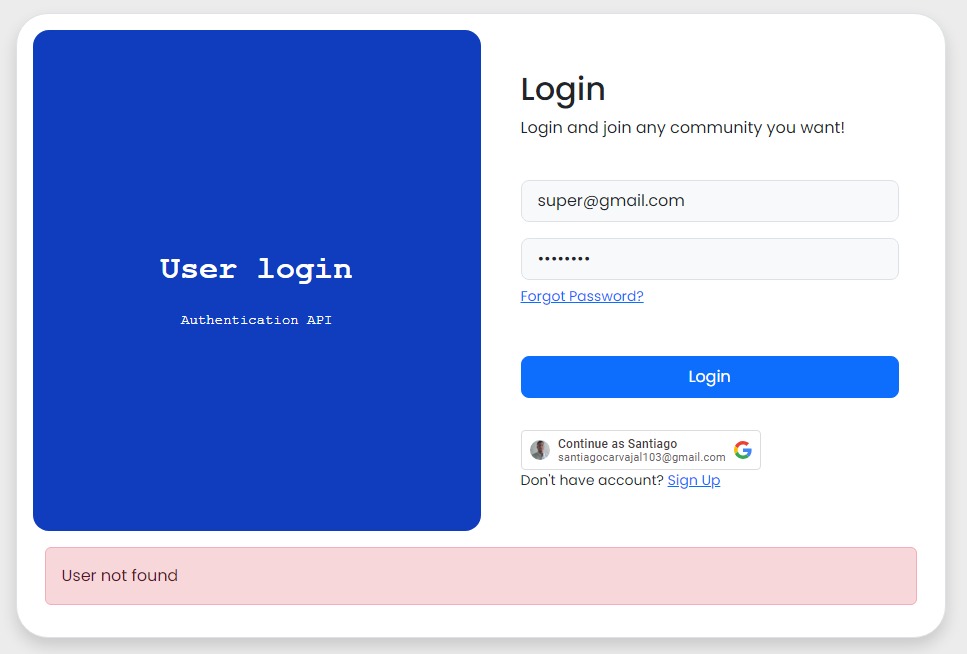 User login
Authentication API
Login
Login and join any community you want!
super@gmail.com
••••••••
Forgot Password?
Login
Continue as Santiago
santiagocarvajal103@gmail.com
Don't have account? Sign Up
User not found